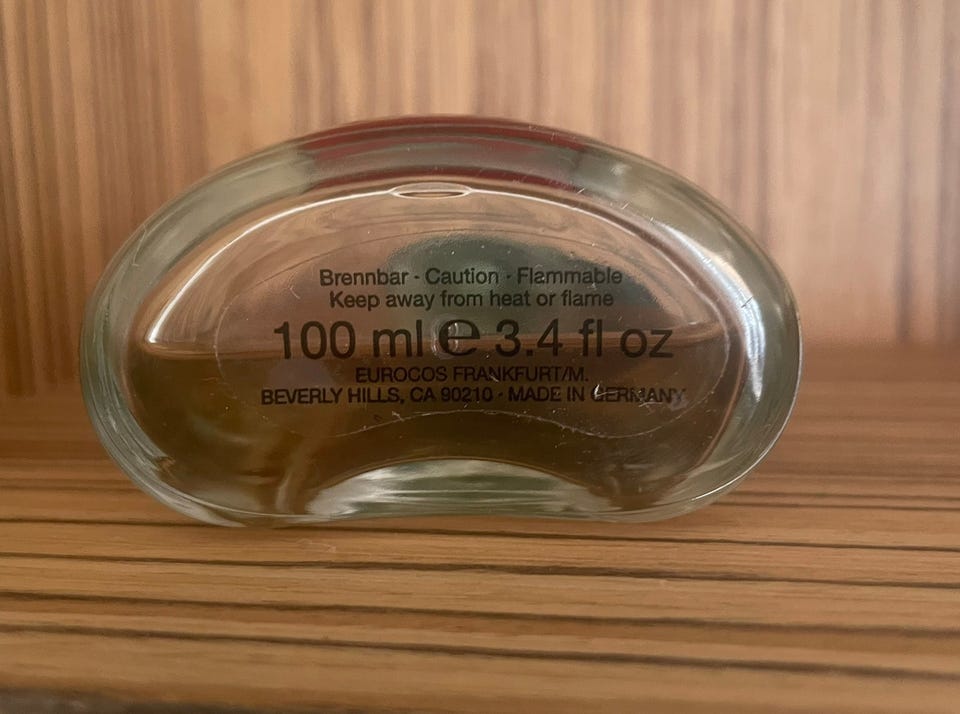 Brennbar · Caution · Flammable
Keep away from heat or flame
100 ml ℮ 3.4 fl oz
EUROCOS FRANKFURT/M.
BEVERLY HILLS, CA 90210 · MADE IN GERMANY